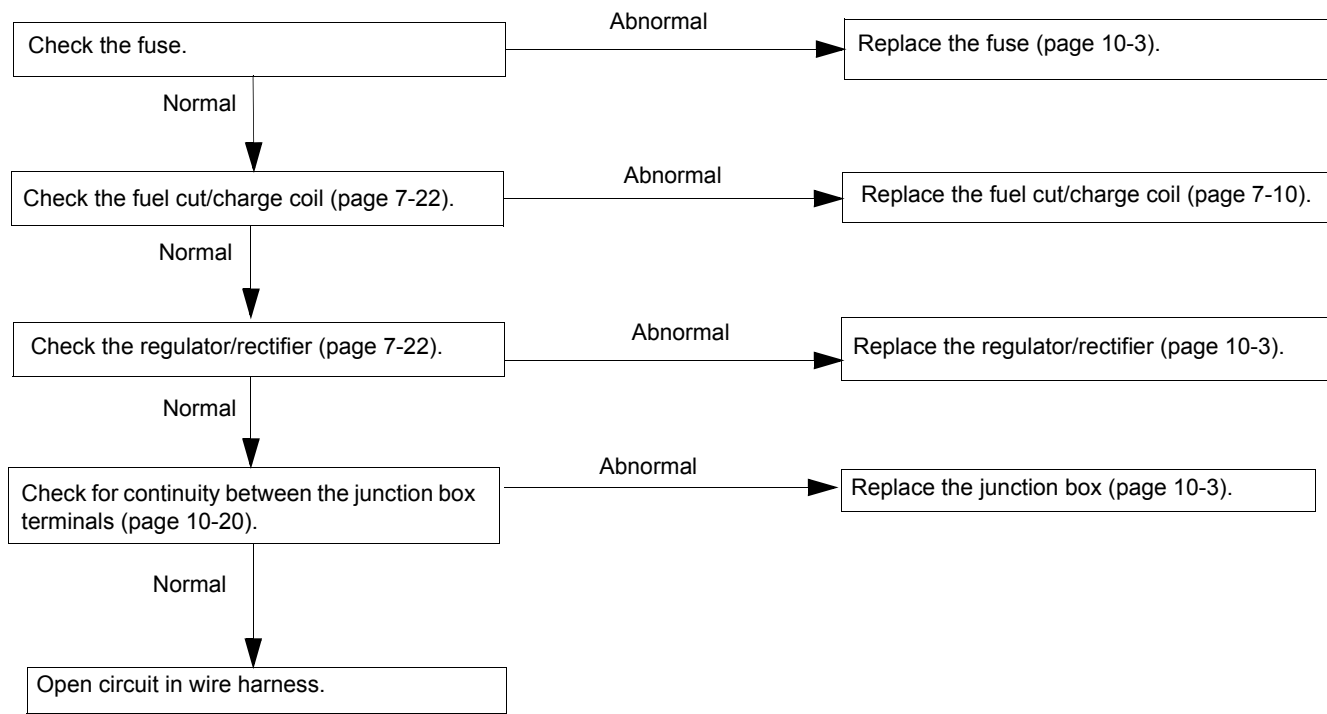 Abnormal
Check the fuse.
Replace the fuse (page 10-3).
Normal
Abnormal
Check the fuel cut/charge coil (page 7-22).
Replace the fuel cut/charge coil (page 7-10).
Normal
Abnormal
Check the regulator/rectifier (page 7-22).
Replace the regulator/rectifier (page 10-3).
Normal
Abnormal
Check for continuity between the junction box
terminals (page 10-20).
Replace the junction box (page 10-3).
Normal
Open circuit in wire harness.